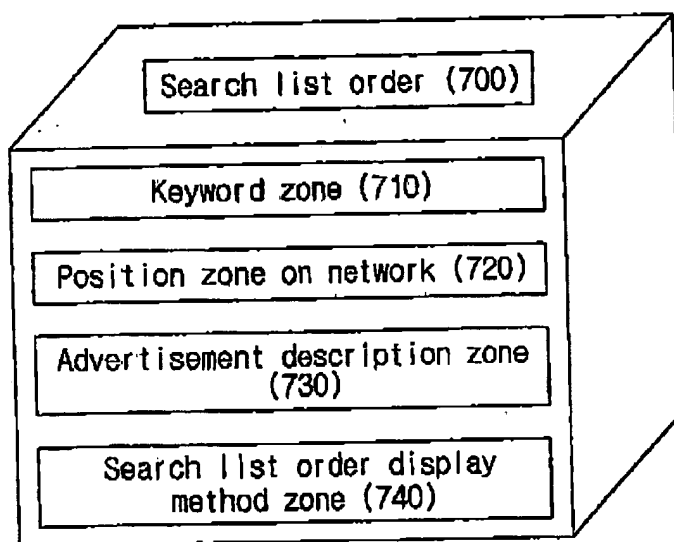 Search list order (700)
Keyword zone (710)
Position zone on network (720)
Advertisement description zone
(730)
Search list order display
method zone (740)